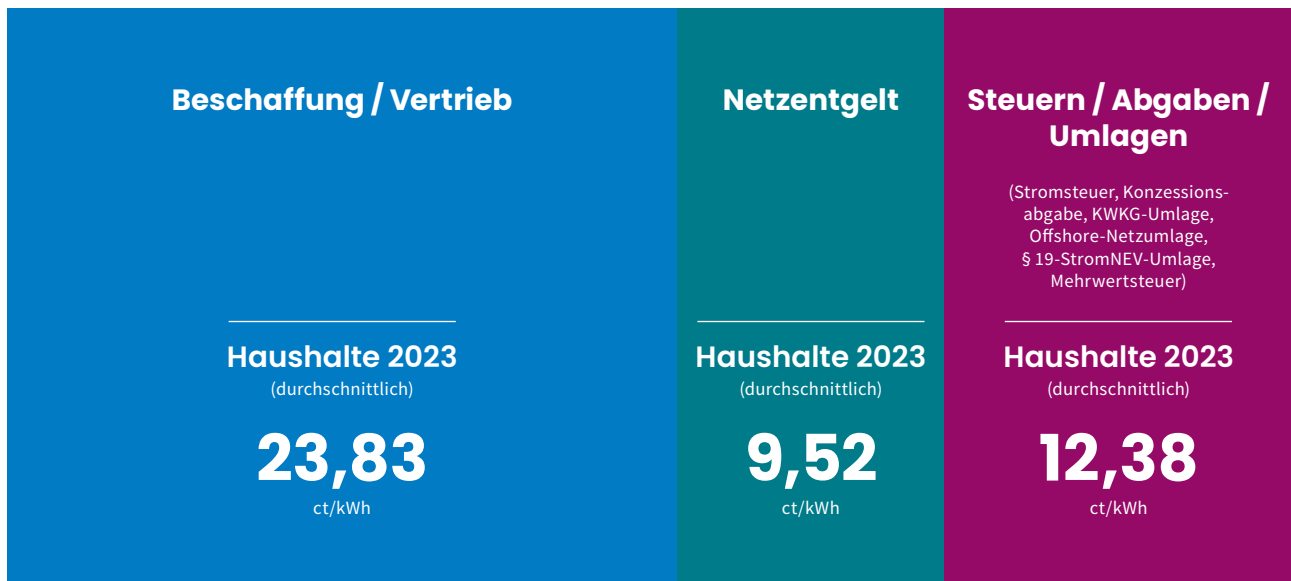 Beschaffung / Vertrieb
Haushalte 2023
(durchschnittlich)
23,83
ct/kWh
Netzentgelt
Haushalte 2023
(durchschnittlich)
9,52
ct/kWh
Steuern / Abgaben /
Umlagen
(Stromsteuer, Konzessions-
abgabe, KWKG-Umlage,
Offshore-Netzumlage,
§ 19-StromNEV-Umlage,
Mehrwertsteuer)
Haushalte 2023
(durchschnittlich)
12,38
ct/kWh